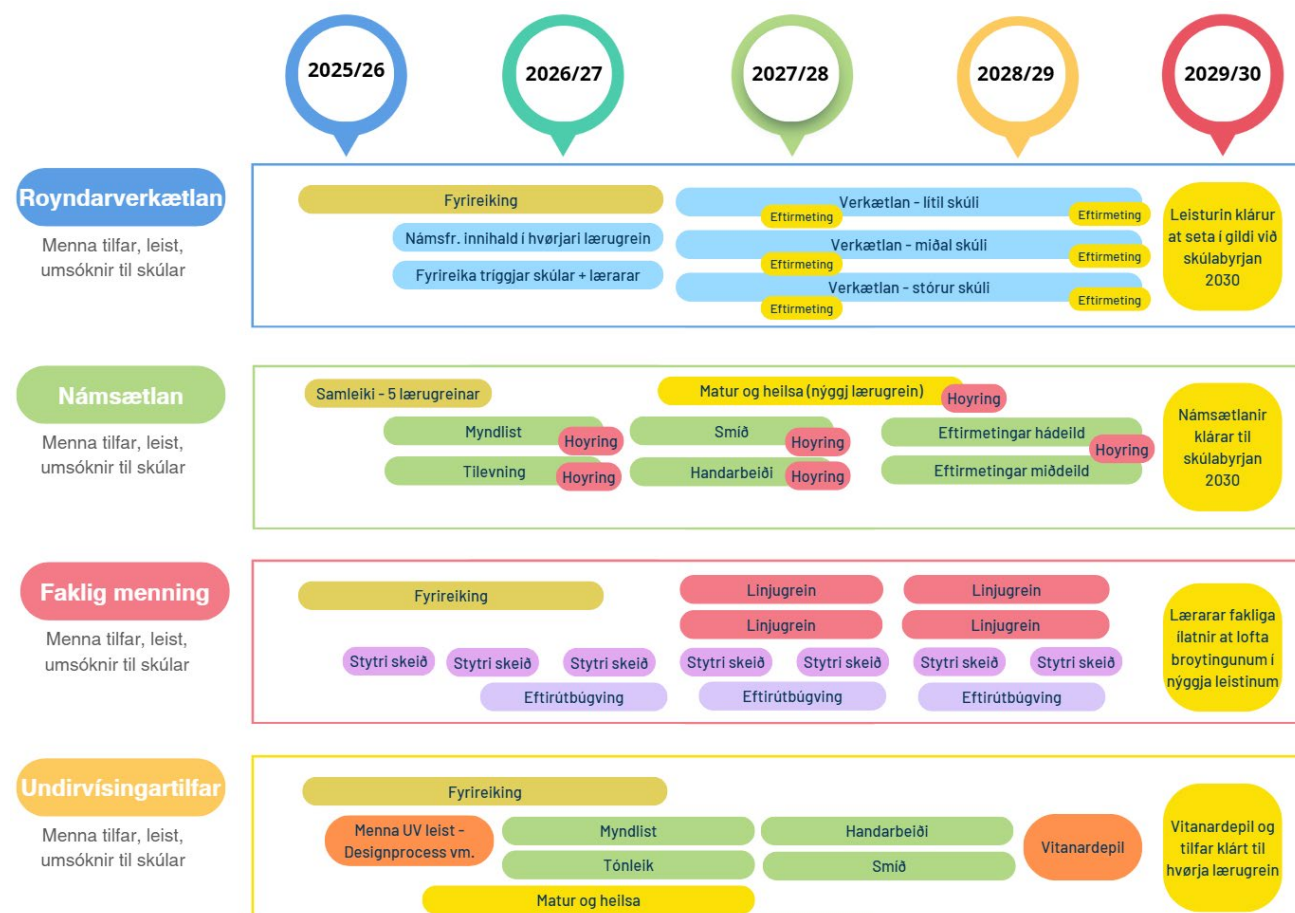 2025/26
2026/27
2027/28
2028/29
2029/30
Royndarverkætlan
Menna tilfar, leist,
umsóknir til skúlar
Fyrireiking
Námsfr. innihald í hvørjari lærugrein
Fyrireika tríggjar skúlar + lærarar
Verkætlan - lítil skúli
Eftirmeting
Eftirmeting
Verkætlan - miðal skúli
Eftirmeting
Eftirmeting
Verkætlan - stórur skúli
Eftirmeting
Eftirmeting
Leisturin klárur
at seta í gildi við
skúlabyrjan
2030
Námsætlan
Menna tilfar, leist,
umsóknir til skúlar
Samleiki - 5 lærugreinar
Matur og heilsa (nýggj lærugrein)
Hoyring
Myndlist
Hoyring
Smíð
Hoyring
Eftirmetingar hádeild
Hoyring
Tilevning
Hoyring
Handarbeiði
Hoyring
Eftirmetingar miðdeild
Námsætlanir
klárar til
skúlabyrjan
2030
Faklig menning
Menna tilfar, leist,
umsóknir til skúlar
Fyrireiking
Linjugrein
Linjugrein
Linjugrein
Linjugrein
Stytri skeið
Stytri skeið
Stytri skeið
Stytri skeið
Stytri skeið
Stytri skeið
Stytri skeið
Eftirútbúgving
Eftirútbúgving
Eftirútbúgving
Lærarar fakliga
ílatnir at lofta
broytingunum í
nýggja leistinum
Undirvísingartilfar
Menna tilfar, leist,
umsóknir til skúlar
Fyrireiking
Menna UV leist -
Designprocess vm.
Myndlist
Handarbeiði
Tónleik
Smíð
Matur og heilsa
Vitanardepil
Vitanardepil og
tilfar klárt til
hvørja lærugrein